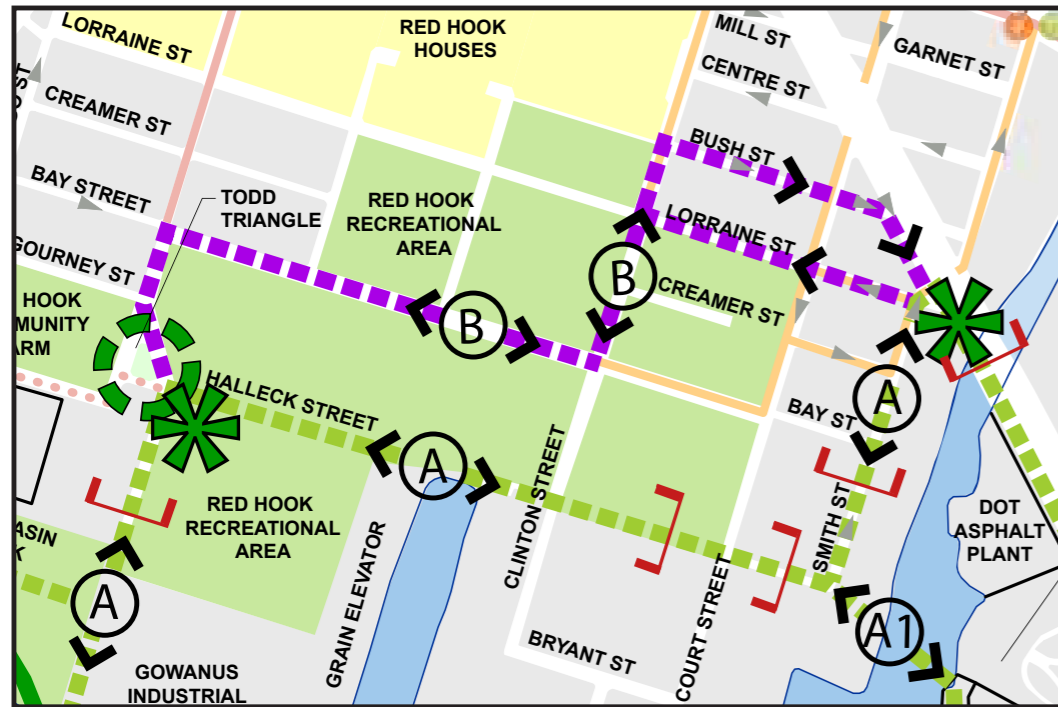 LORRAINE ST
RED HOOK
HOUSES
MILL ST
GARNET ST
CENTRE ST
CREAMER ST
BUSH ST
BAY STREET
TODD
TRIANGLE
RED HOOK
RECREATIONAL
AREA
LORRAINE ST
GOURNEY ST
B
CREAMER ST
HOOK
MUNITY
ARM
B
HALLECK STREET
A
BAY ST
A
CLINTON STREET
RED HOOK
RECREATIONAL
AREA
SMITH ST
DOT
ASPHALT
PLANT
ASIN
K
GRAIN ELEVATOR
A
COURT STREET
A1
BRYANT ST
GOWANUS
INDUSTRIAL